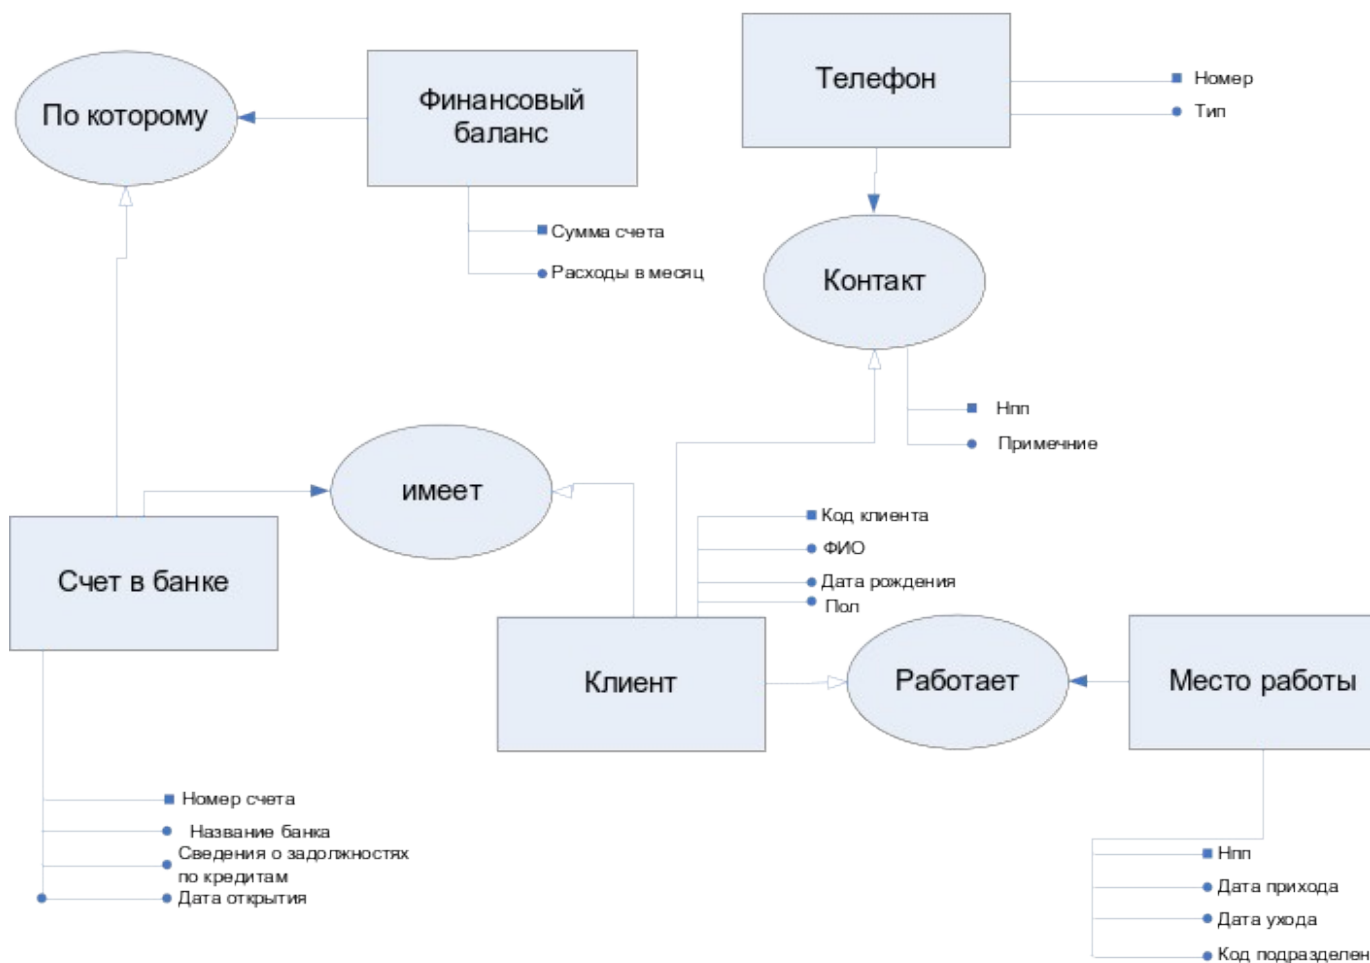 По которому
Финансовый
баланс
Телефон
Номер
Тип
Сумма счета
Расходы в месяц
Контакт
Нпп
Примечние
имеет
Счет в банке
Код клиента
ФИО
Дата рождения
Пол
Клиент
Работает
Место работы
Номер счета
Название банка
Сведения о задолжностях
по кредитам
Дата открытия
Нпп
Дата прихода
Дата ухода
Код подразделен